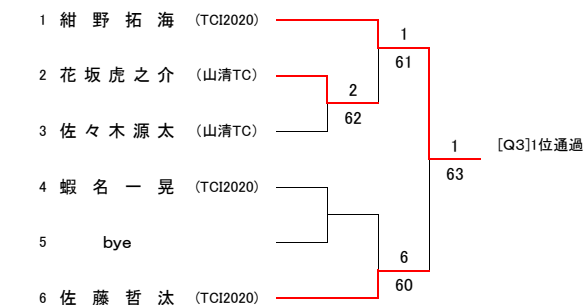 1 紺野拓海 (TCI2020)
1
61
2 花坂虎之介 (山清TC)
2
62
3 佐々木源太 (山清TC)
1
63
[Q3]1位通過
4 蝦名一晃 (TCI2020)
5 bye
6
60
6 佐藤哲汰 (TCI2020)